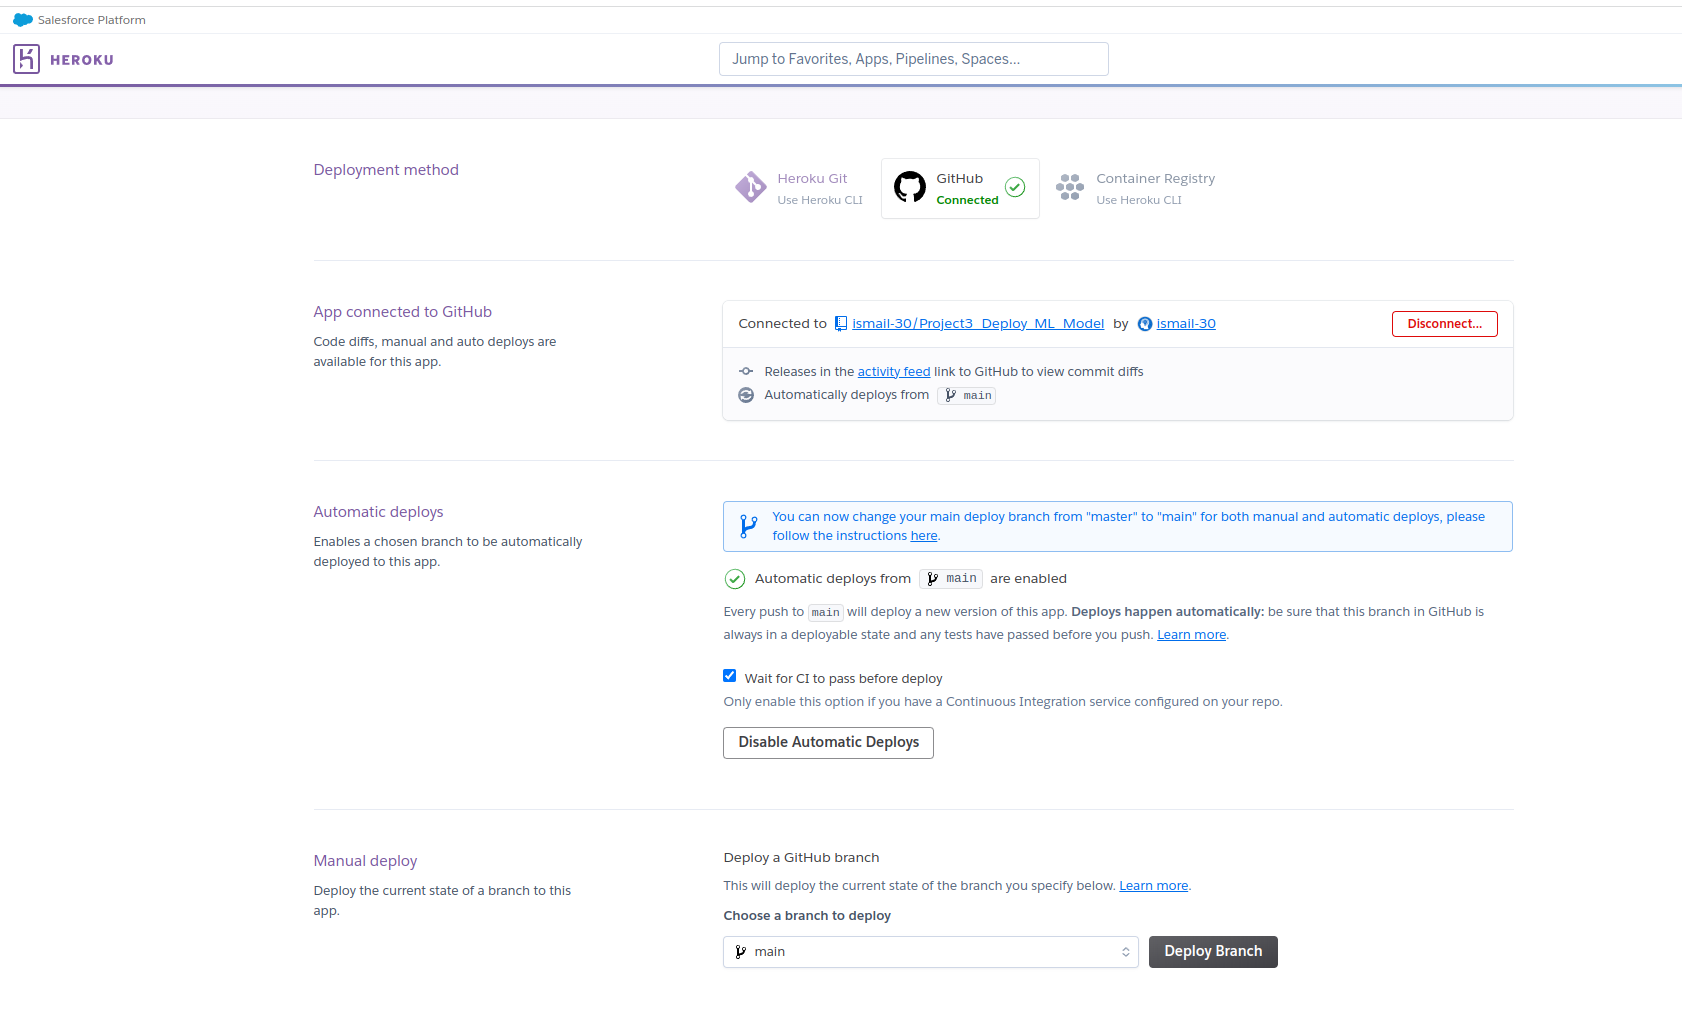 Salesforce Platform
HEROKU
Jump to Favorites, Apps, Pipelines, Spaces...
Deployment method
Heroku Git
Use Heroku CLI
GitHub
Connected
Container Registry
Use Heroku CLI
App connected to GitHub
Code diffs, manual and auto deploys are
available for this app.
Connected to ismail-30/Project3_Deploy_ML_Model by ismail-30
Disconnect...
Releases in the activity feed link to GitHub to view commit diffs
Automatically deploys from main
Automatic deploys
Enables a chosen branch to be automatically
deployed to this app.
You can now change your main deploy branch from "master" to "main" for both manual and automatic deploys, please
follow the instructions here.
Automatic deploys from main are enabled
Every push to main will deploy a new version of this app. Deploys happen automatically: be sure that this branch in GitHub is
always in a deployable state and any tests have passed before you push. Learn more.
Wait for CI to pass before deploy
Only enable this option if you have a Continuous Integration service configured on your repo.
Disable Automatic Deploys
Manual deploy
Deploy the current state of a branch to this
app.
Deploy a GitHub branch
This will deploy the current state of the branch you specify below. Learn more.
Choose a branch to deploy
main
Deploy Branch